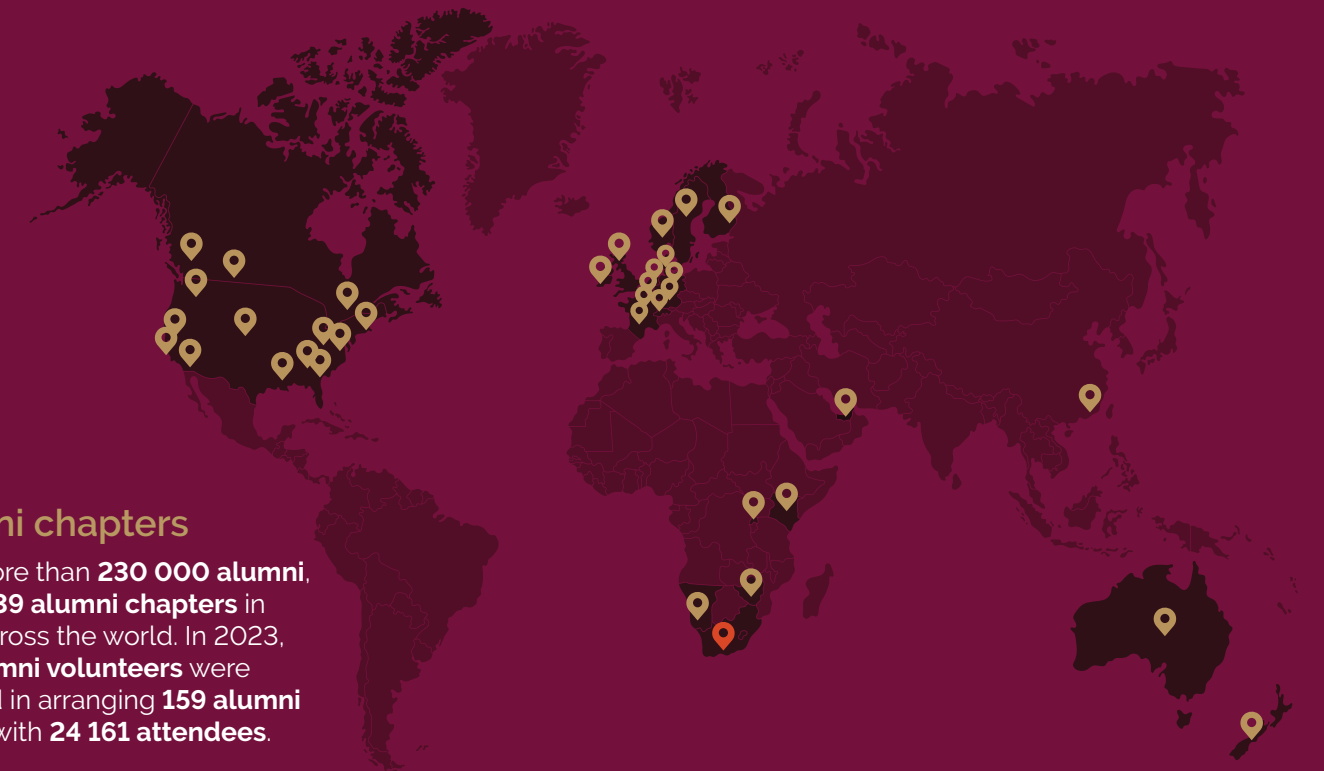 ni chapters
ore than 230 000 alumni,
39 alumni chapters in
ross the world. In 2023,
mni volunteers were
d in arranging 159 alumni
with 24 161 attendees.